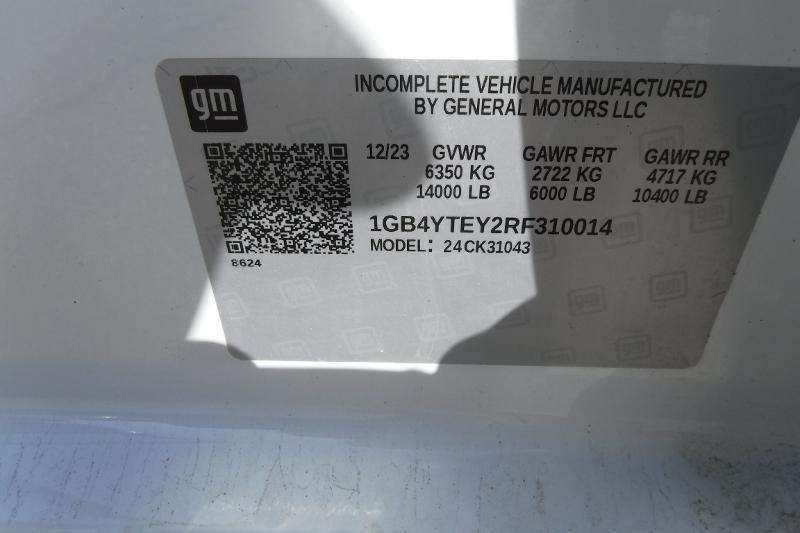 gm
INCOMPLETE VEHICLE MANUFACTURED
BY GENERAL MOTORS LLC
12/23 GVWR GAWR FRT GAWR RR
6350 KG 2722 KG 4717 KG
14000 LB 6000 LB 10400 LB
1GB4YTEY2RF310014
MODEL: 24CK31043
8624